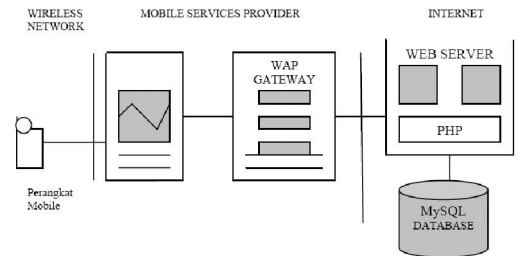 WIRELESS
NETWORK
MOBILE SERVICES PROVIDER
INTERNET
WAP
GATEWAY
WEB SERVER
PHP
Perangkat
Mobile
MySQL
DATABASE